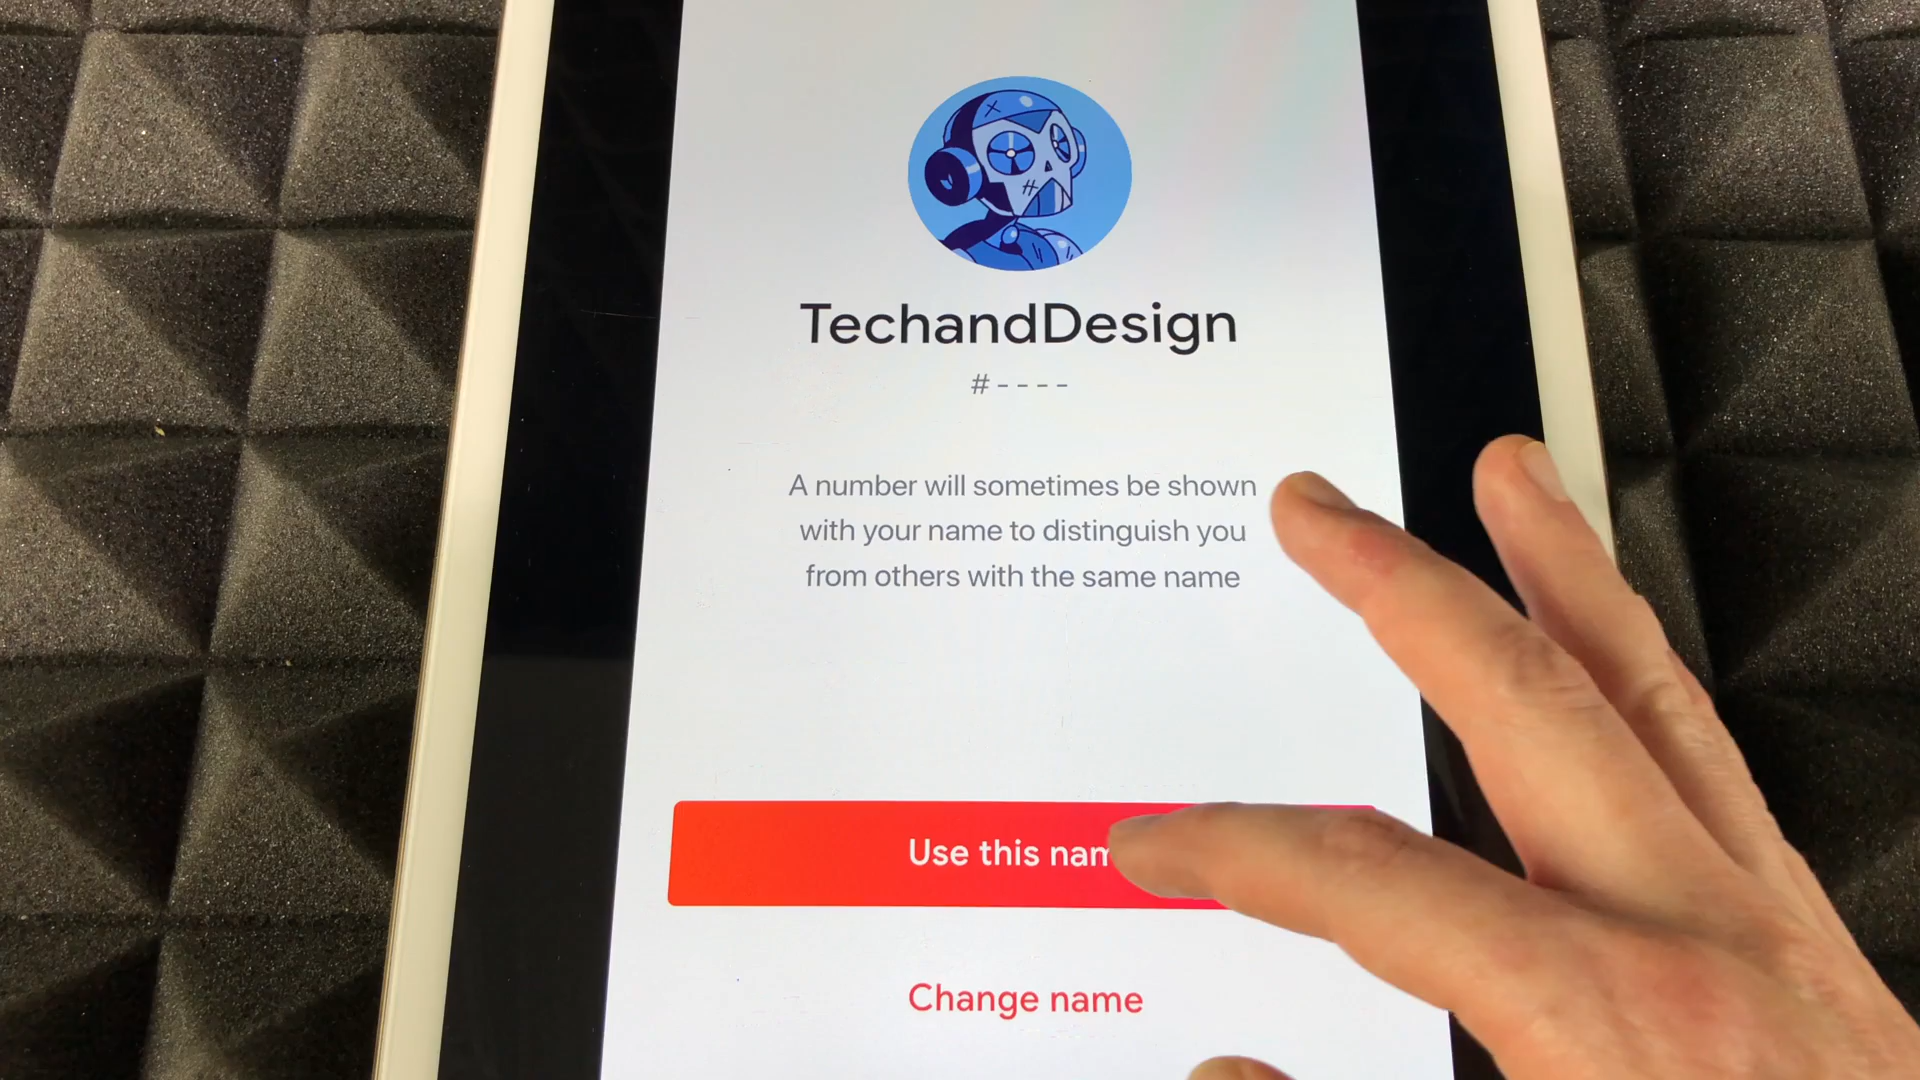 TechandDesign
#----
A number will sometimes be shown
with your name to distinguish you
from others with the same name
Use this nam
Change name